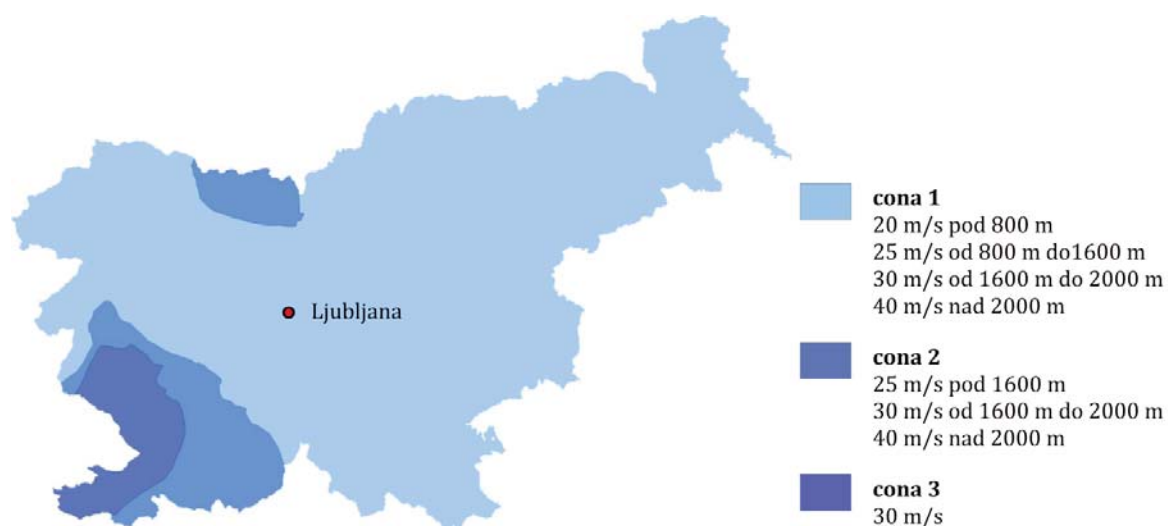 Ljubljana
cona 1
20 m/s pod 800 m
25 m/s od 800 m do1600 m
30 m/s od 1600 m do 2000 m
40 m/s nad 2000 m
cona 2
25 m/s pod 1600 m
30 m/s od 1600 m do 2000 m
40 m/s nad 2000 m
cona 3
30 m/s